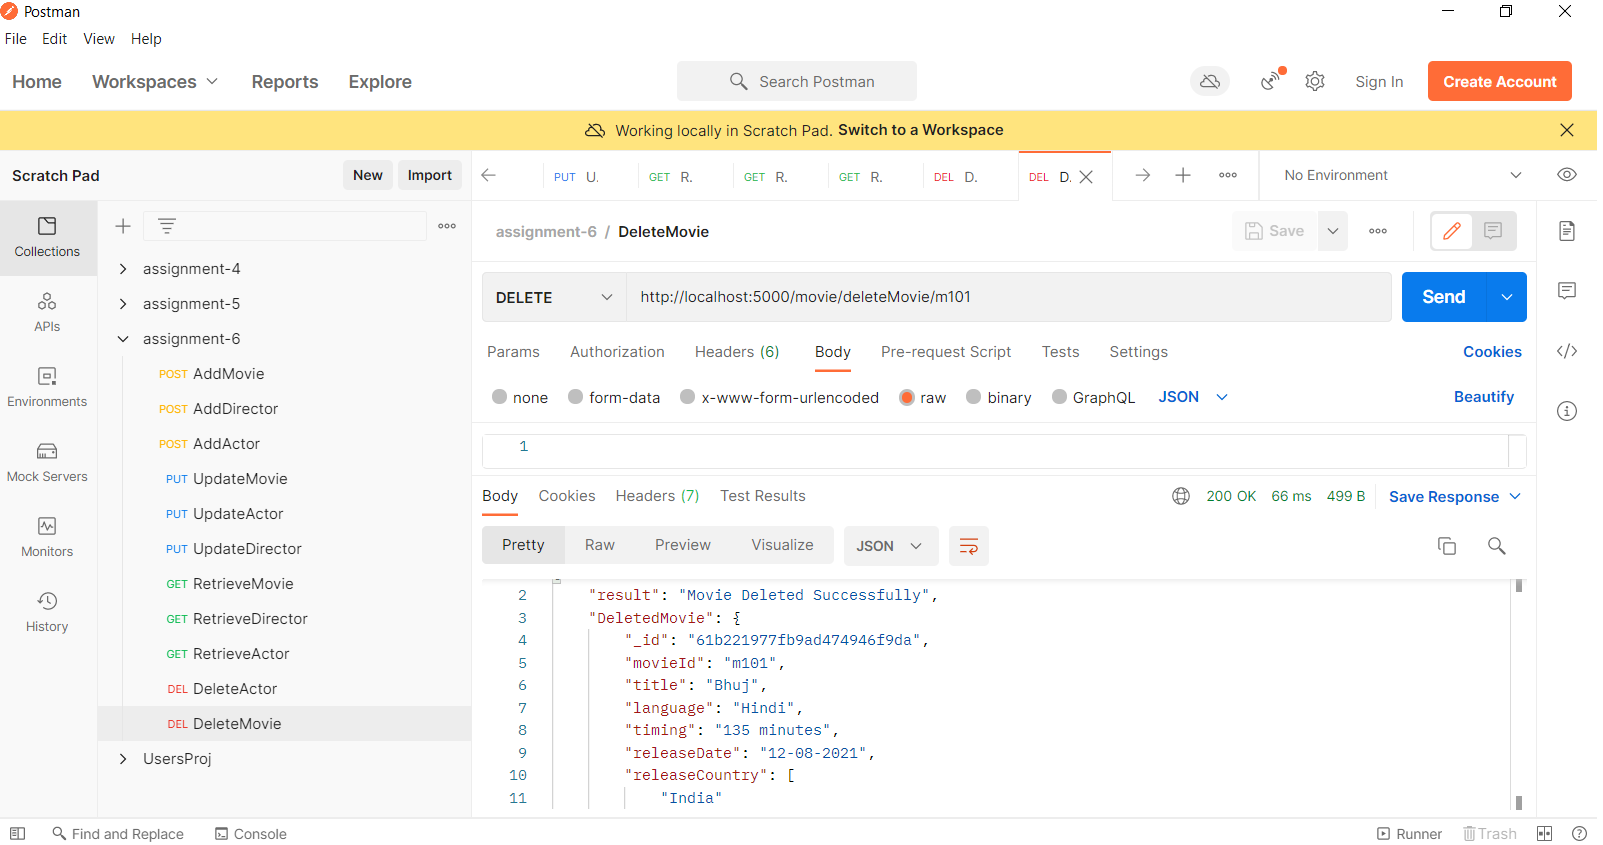 Postman
File Edit View Help
Home Workspaces Reports Explore Search Postman Sign In Create Account
Working locally in Scratch Pad. Switch to a Workspace
Scratch Pad New Import PUT U. GET R. GET R. GET R. DEL D. DEL D. No Environment
Collections
APIs
Environments
Mock Servers
Monitors
History
assignment-4
assignment-5
assignment-6
POST AddMovie
POST AddDirector
POST AddActor
PUT UpdateMovie
PUT UpdateActor
PUT UpdateDirector
GET RetrieveMovie
GET RetrieveDirector
GET RetrieveActor
DEL DeleteActor
DEL DeleteMovie
UsersProj
assignment-6 / DeleteMovie Save
DELETE http://localhost:5000/movie/deleteMovie/m101 Send
Params Authorization Headers (6) Body Pre-request Script Tests Settings Cookies
none form-data x-www-form-urlencoded raw binary GraphQL JSON Beautify
1
Body Cookies Headers (7) Test Results 200 OK 66 ms 499 B Save Response
Pretty Raw Preview Visualize JSON
2 "result": "Movie Deleted Successfully",
3 "DeletedMovie": {
4 "_id": "61b221977fb9ad474946f9da",
5 "movieId": "m101",
6 "title": "Bhuj",
7 "language": "Hindi",
8 "timing": "135 minutes",
9 "releaseDate": "12-08-2021",
10 "releaseCountry": [
11 "India"
Find and Replace Console Runner Trash